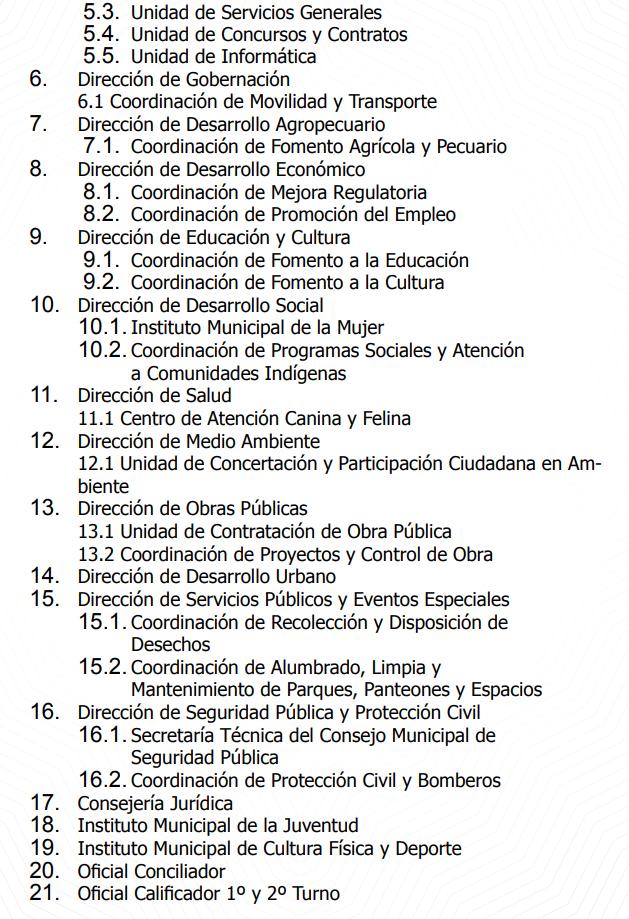 5.3. Unidad de Servicios Generales
5.4. Unidad de Concursos y Contratos
5.5. Unidad de Informática
6. Dirección de Gobernación
6.1 Coordinación de Movilidad y Transporte
7. Dirección de Desarrollo Agropecuario
7.1. Coordinación de Fomento Agrícola y Pecuario
8. Dirección de Desarrollo Económico
8.1. Coordinación de Mejora Regulatoria
8.2. Coordinación de Promoción del Empleo
9. Dirección de Educación y Cultura
9.1. Coordinación de Fomento a la Educación
9.2. Coordinación de Fomento a la Cultura
10. Dirección de Desarrollo Social
10.1. Instituto Municipal de la Mujer
10.2. Coordinación de Programas Sociales y Atención
a Comunidades Indígenas
11. Dirección de Salud
11.1 Centro de Atención Canina y Felina
12. Dirección de Medio Ambiente
12.1 Unidad de Concertación y Participación Ciudadana en Am-
biente
13. Dirección de Obras Públicas
13.1 Unidad de Contratación de Obra Pública
13.2 Coordinación de Proyectos y Control de Obra
14. Dirección de Desarrollo Urbano
15. Dirección de Servicios Públicos y Eventos Especiales
15.1. Coordinación de Recolección y Disposición de
Desechos
15.2. Coordinación de Alumbrado, Limpia y
Mantenimiento de Parques, Panteones y Espacios
16. Dirección de Seguridad Pública y Protección Civil
16.1. Secretaría Técnica del Consejo Municipal de
Seguridad Pública
16.2. Coordinación de Protección Civil y Bomberos
17. Consejería Jurídica
18. Instituto Municipal de la Juventud
19. Instituto Municipal de Cultura Física y Deporte
20. Oficial Conciliador
21. Oficial Calificador 1º y 2º Turno